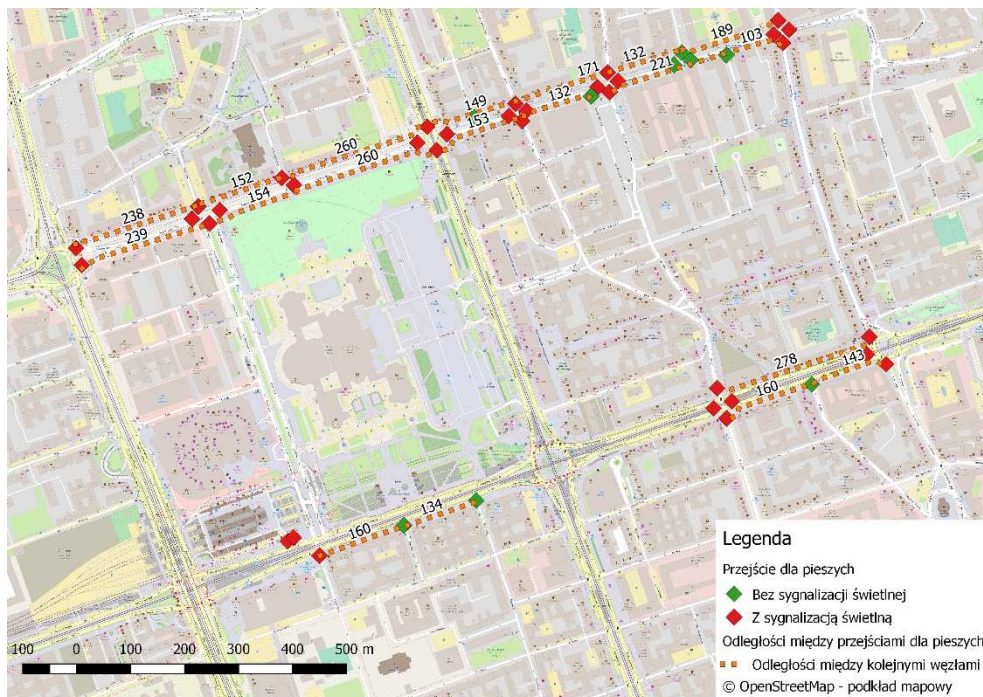 189
103
132
171
221
132
149
153
260
260
152
154
238
239
278
143
160
134
160
Legenda
Przejście dla pieszych
Bez sygnalizacji świetlnej
Z sygnalizacją świetlną
Odległości między przejściami dla pieszych
Odległości między kolejnymi węzłami
© OpenStreetMap - podkład mapowy
100 0 100 200 300 400 500 m